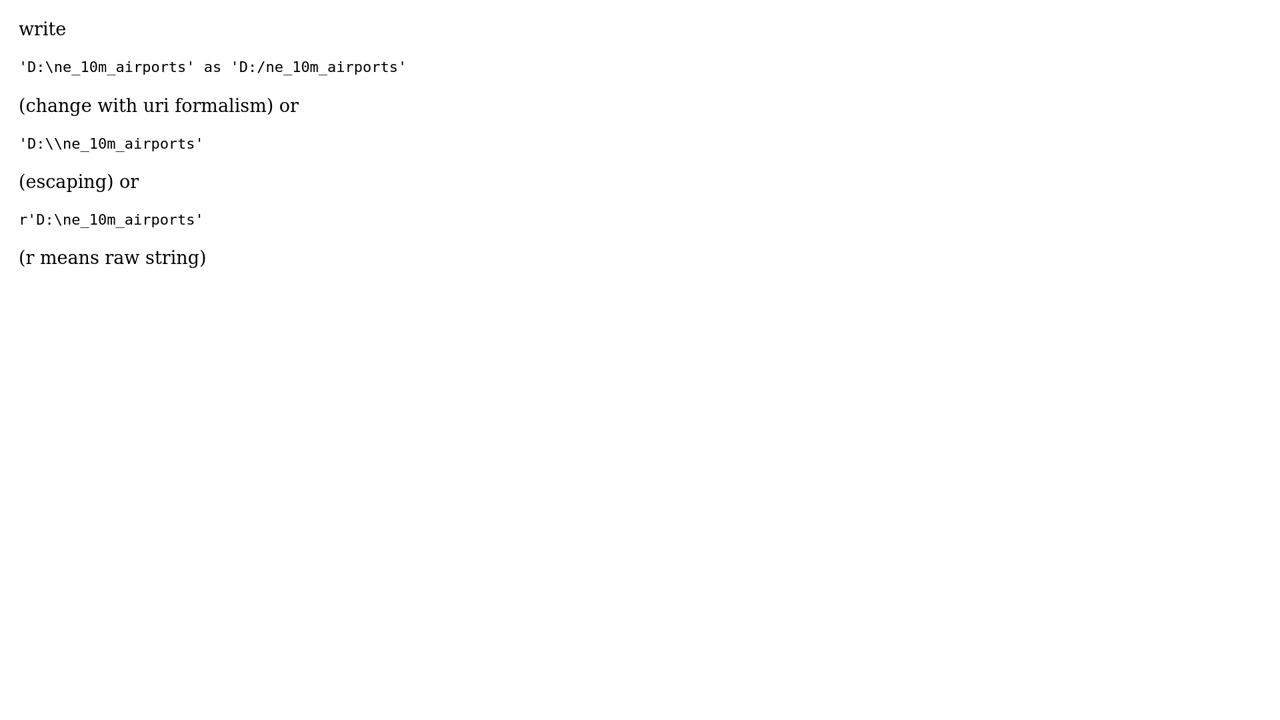 write
'D:\ne_10m_airports' as 'D:/ne_10m_airports'
(change with uri formalism) or
'D:\\ne_10m_airports'
(escaping) or
r'D:\ne_10m_airports'
(r means raw string)